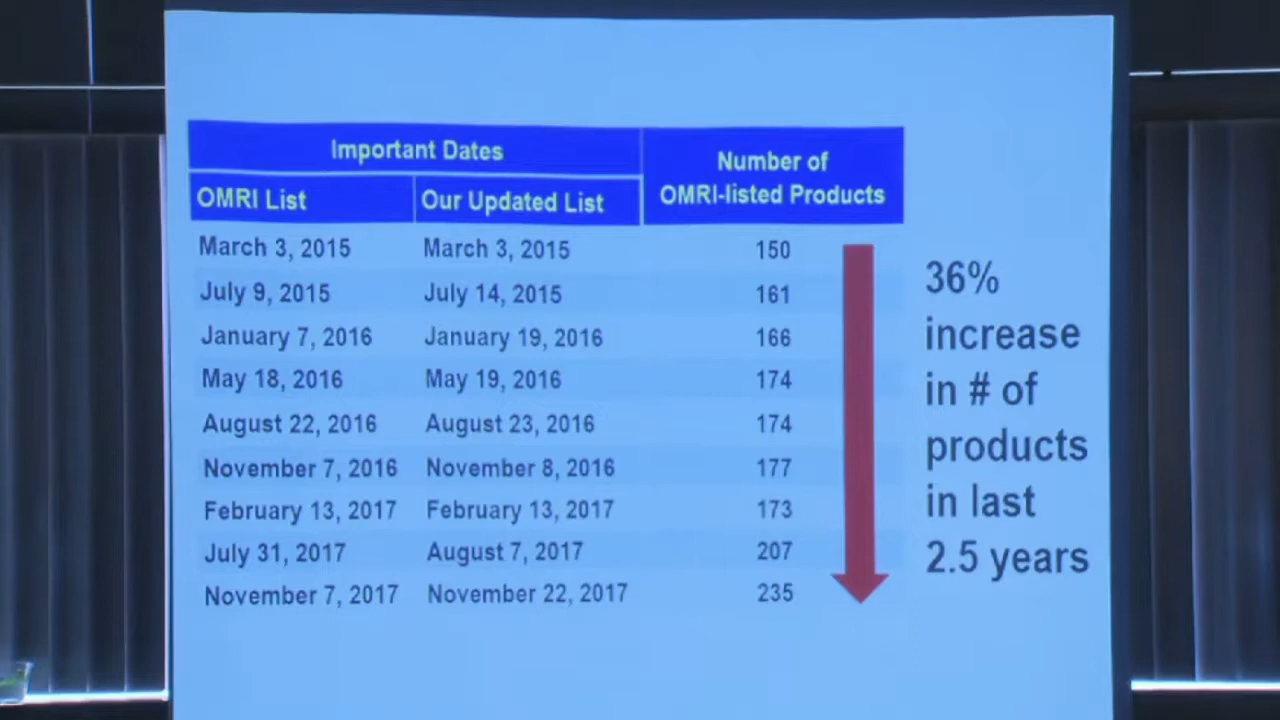 Important Dates
Number of
OMRI-listed Products
OMRI List
Our Updated List
March 3, 2015 March 3, 2015 150
July 9, 2015 July 14, 2015 161
January 7, 2016 January 19, 2016 166
May 18, 2016 May 19, 2016 174
August 22, 2016 August 23, 2016 174
November 7, 2016 November 8, 2016 177
February 13, 2017 February 13, 2017 173
July 31, 2017 August 7, 2017 207
November 7, 2017 November 22, 2017 235
36%
increase
in # of
products
in last
2.5 years